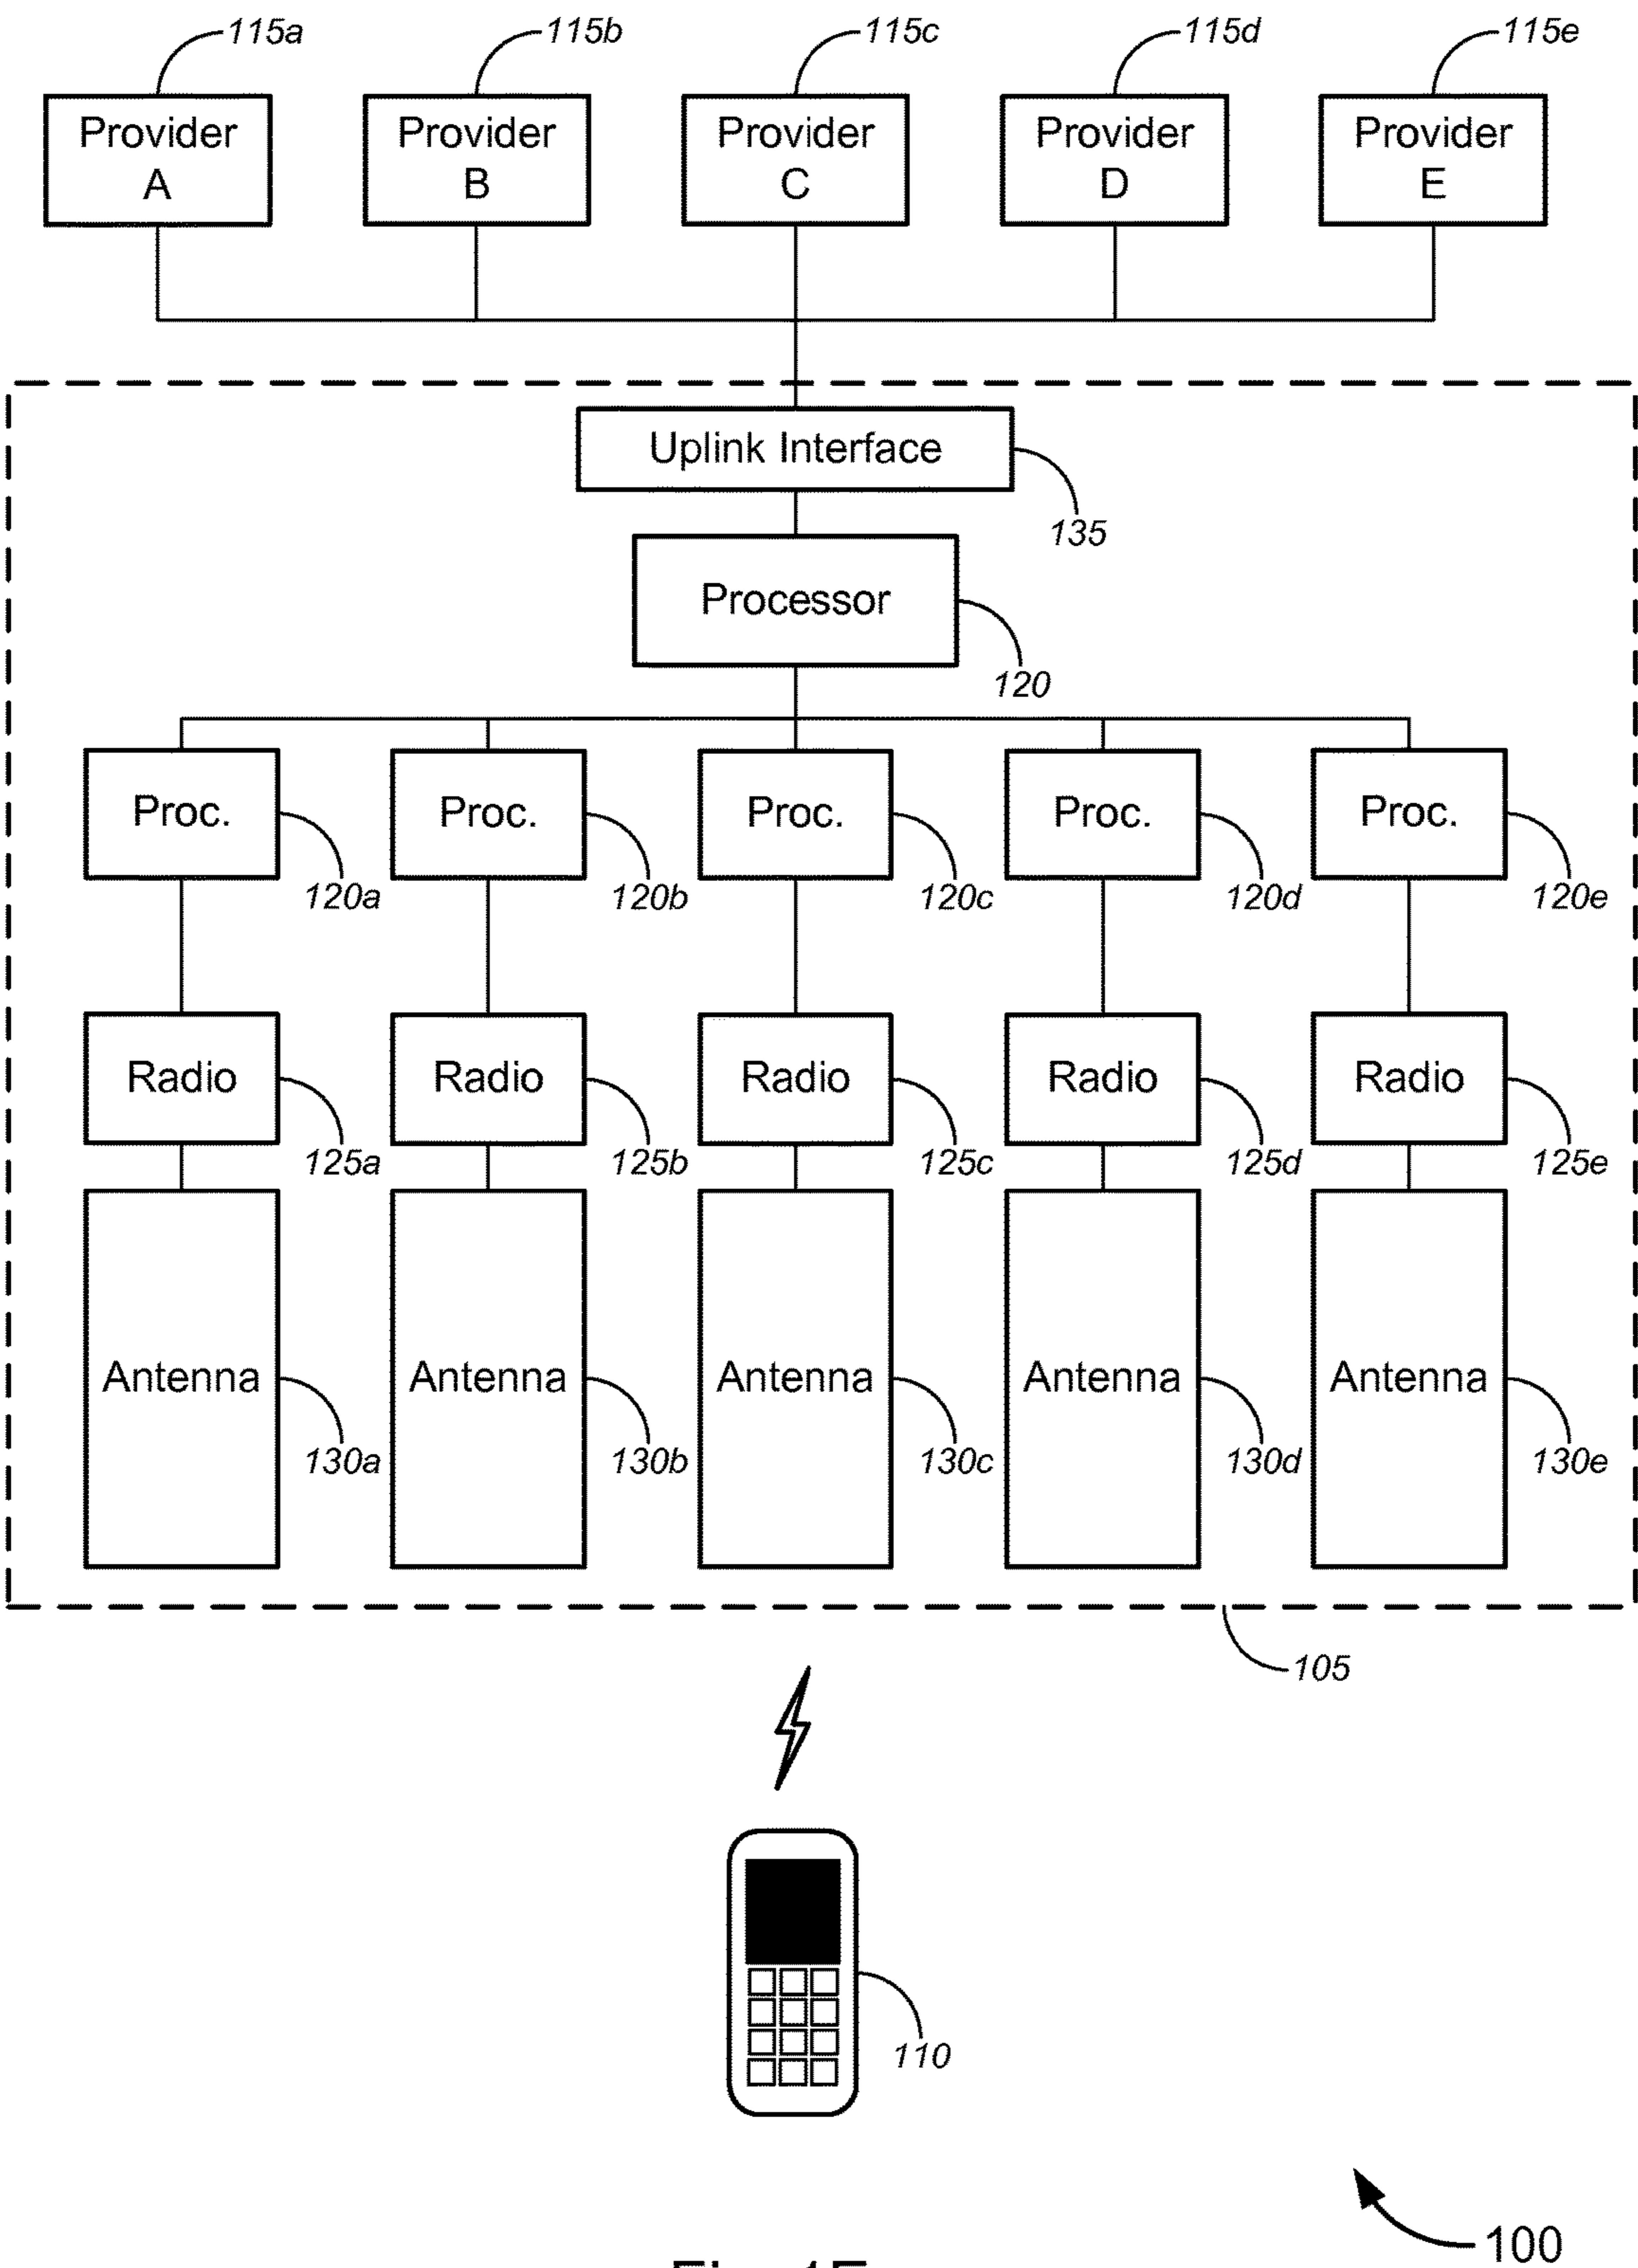 115a 115b 115c 115d 115e
Provider Provider Provider Provider Provider
A B C D E
Uplink Interface
135
Processor
120
Proc. Proc. Proc. Proc. Proc.
120a 120b 120c 120d 120e
Radio Radio Radio Radio Radio
125a 125b 125c 125d 125e
Antenna Antenna Antenna Antenna Antenna
130a 130b 130c 130d 130e
105
110
100